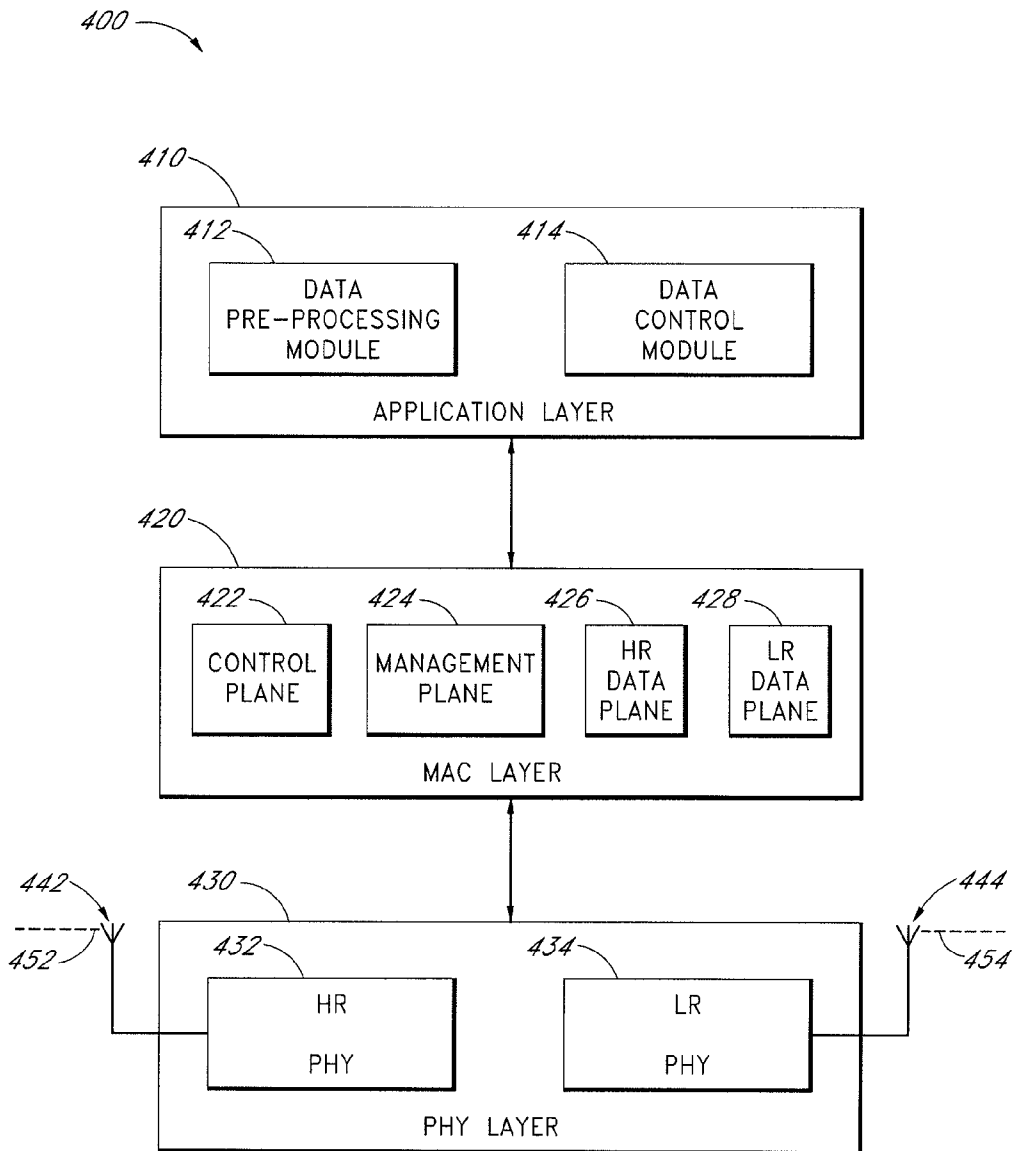 400
410
412
414
DATA
PRE-PROCESSING
MODULE
DATA
CONTROL
MODULE
APPLICATION LAYER
420
422
424
426
428
CONTROL
PLANE
MANAGEMENT
PLANE
HR
DATA
PLANE
LR
DATA
PLANE
MAC LAYER
442
430
444
432
434
452
454
HR
PHY
LR
PHY
PHY LAYER